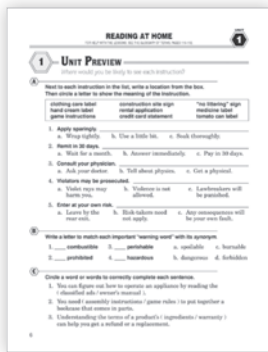 READING AT HOME
UNIT
1
1 UNIT PREVIEW
Where would you be likely to see each instruction?
A
Next to each instruction in the list, write a location from the box.
Then circle a letter to show the meaning of the instruction.
clothing care label construction site sign "no littering" sign
hand cream label rental application medicine label
game instructions credit card statement tomato can label
1. Apply sparingly.
a. Wrap tightly. b. Use a little bit. c. Soak thoroughly.
2. Remit in 30 days.
a. Wait for a month. b. Answer immediately. c. Pay in 30 days.
3. Consult your physician.
a. Ask your doctor. b. Tell about physics. c. Get a physical.
4. Violators may be prosecuted.
a. Violet rays may b. Violence is not c. Lawbreakers will
harm you. allowed. be punished.
5. Enter at your own risk.
a. Leave by the b. Risk-takers need c. Any consequences will
rear exit. not apply. be your own fault.
B
Write a letter to match each important "warning word" with its synonym.
1. ____ combustible 3. ____ perishable a. spoilable c. burnable
2. ____ prohibited 4. ____ hazardous b. dangerous d. forbidden
C
Circle a word or words to correctly complete each sentence.
1. You can figure out how to operate an appliance by reading the
( classified ads / owner's manual ).
2. You need ( assembly instructions / game rules ) to put together a
bookcase that comes in parts.
3. Understanding the terms of a product's ( ingredients / warranty )
can help you get a refund or a replacement.
6